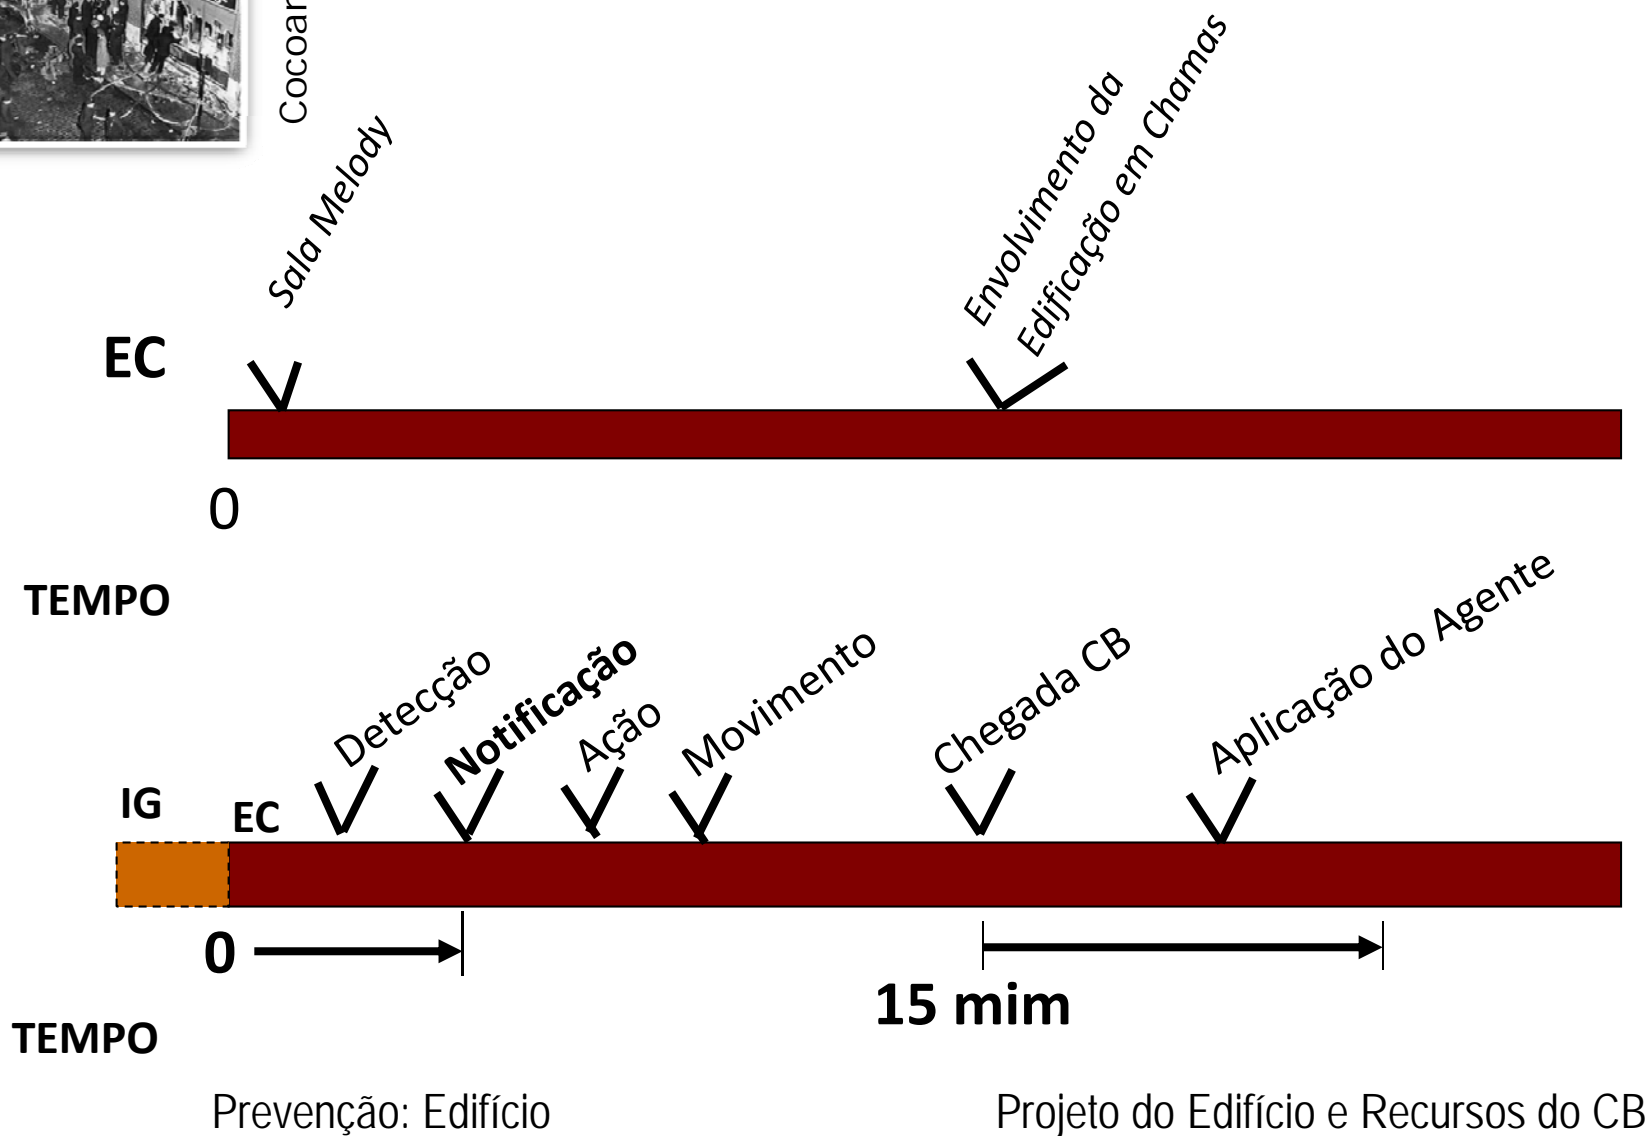 Sala Melody
Envolvimento da
Edificação em Chamas
EC
0
TEMPO
Detecção
Notificação
Ação
Movimento
Chegada CB
Aplicação do Agente
IG
EC
0
15 mim
TEMPO
Prevenção: Edifício
Projeto do Edifício e Recursos do CB